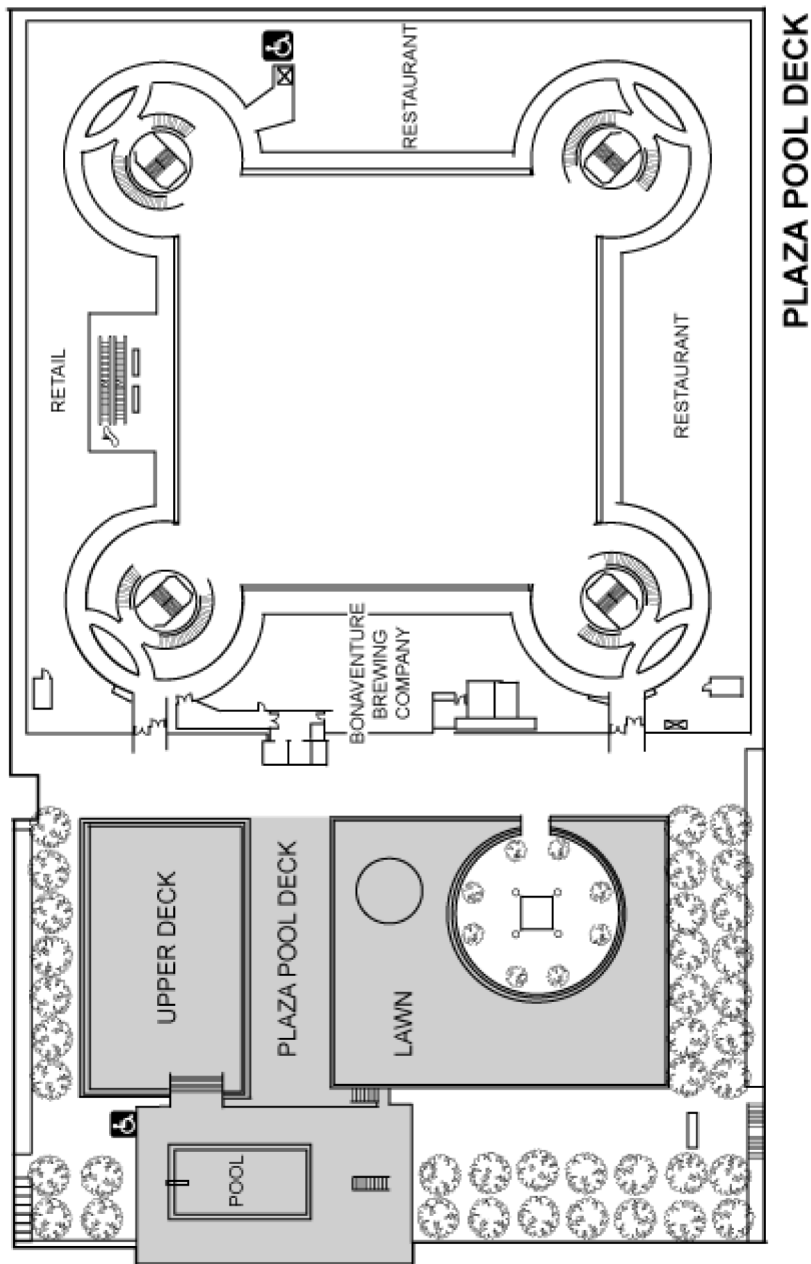 PLAZA POOL DECK
RESTAURANT
RETAIL
RESTAURANT
BONAVENTURE
BREWING
COMPANY
UPPER DECK
PLAZA POOL DECK
LAWN
POOL